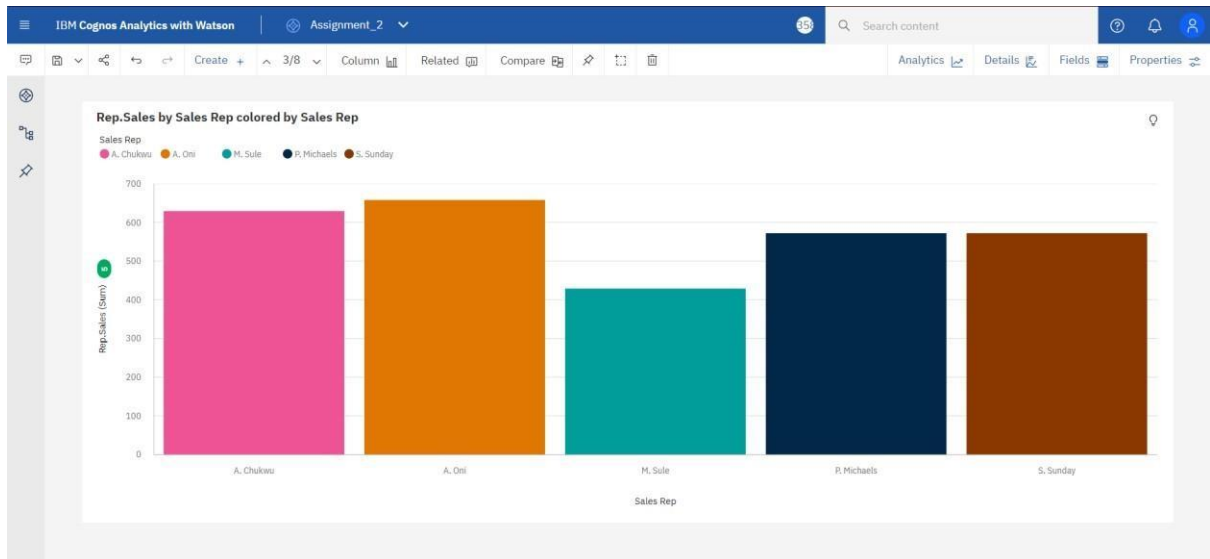 IBM Cognos Analytics with Watson Assignment_2 Search content
Create + 3/8 Column Related Compare Analytics Details Fields Properties
Rep.Sales by Sales Rep colored by Sales Rep
Sales Rep
A. Chukwu A. Oni M. Sule P. Michaels S. Sunday
700
600
500
400
300
200
100
0
Rep.Sales (Sum)
A. Chukwu A. Oni M. Sule P. Michaels S. Sunday
Sales Rep